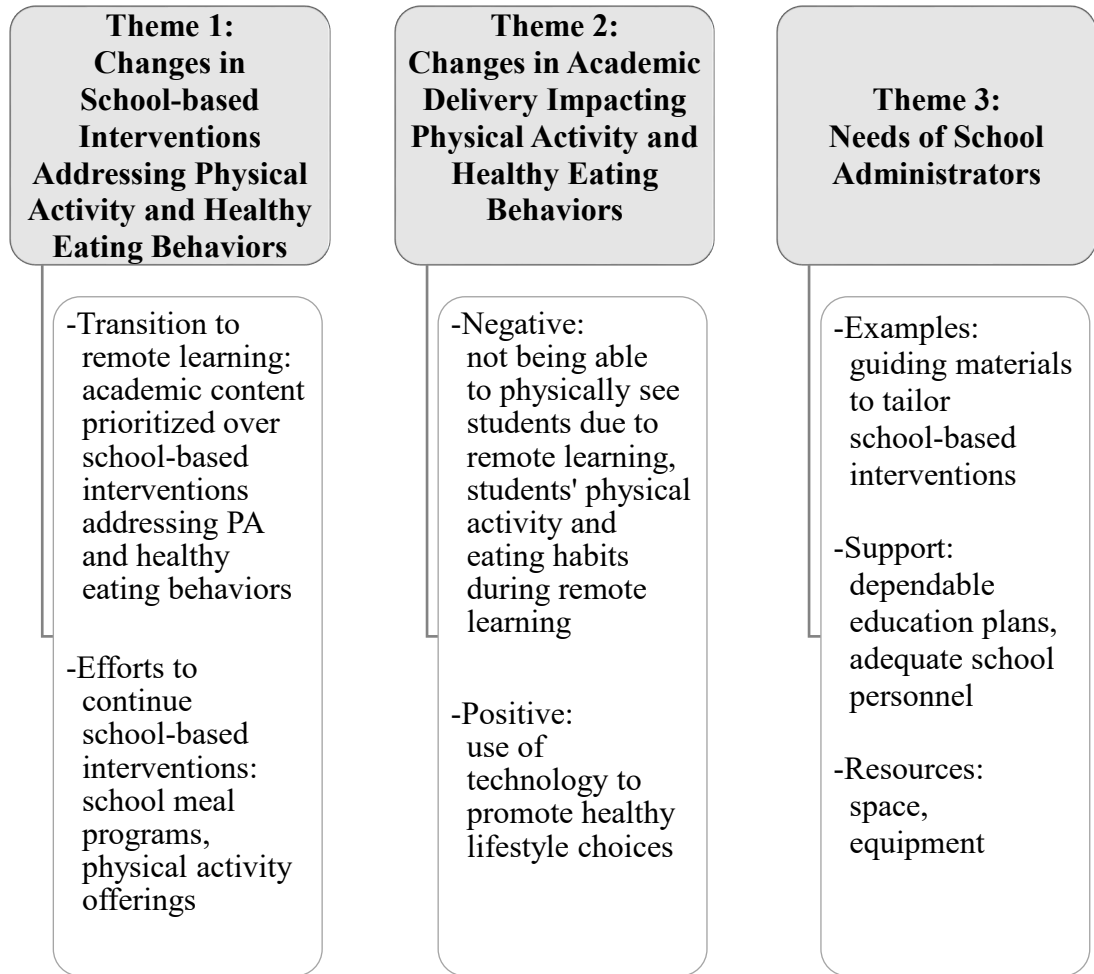 Theme 1:
Changes in
School-based
Interventions
Addressing Physical
Activity and Healthy
Eating Behaviors
-Transition to
remote learning:
academic content
prioritized over
school-based
interventions
addressing PA
and healthy
eating behaviors
-Efforts to
continue
school-based
interventions:
school meal
programs,
physical activity
offerings
Theme 2:
Changes in Academic
Delivery Impacting
Physical Activity and
Healthy Eating
Behaviors
-Negative:
not being able
to physically see
students due to
remote learning,
students' physical
activity and
eating habits
during remote
learning
-Positive:
use of
technology to
promote healthy
lifestyle choices
Theme 3:
Needs of School
Administrators
-Examples:
guiding materials
to tailor
school-based
interventions
-Support:
dependable
education plans,
adequate school
personnel
-Resources:
space,
equipment